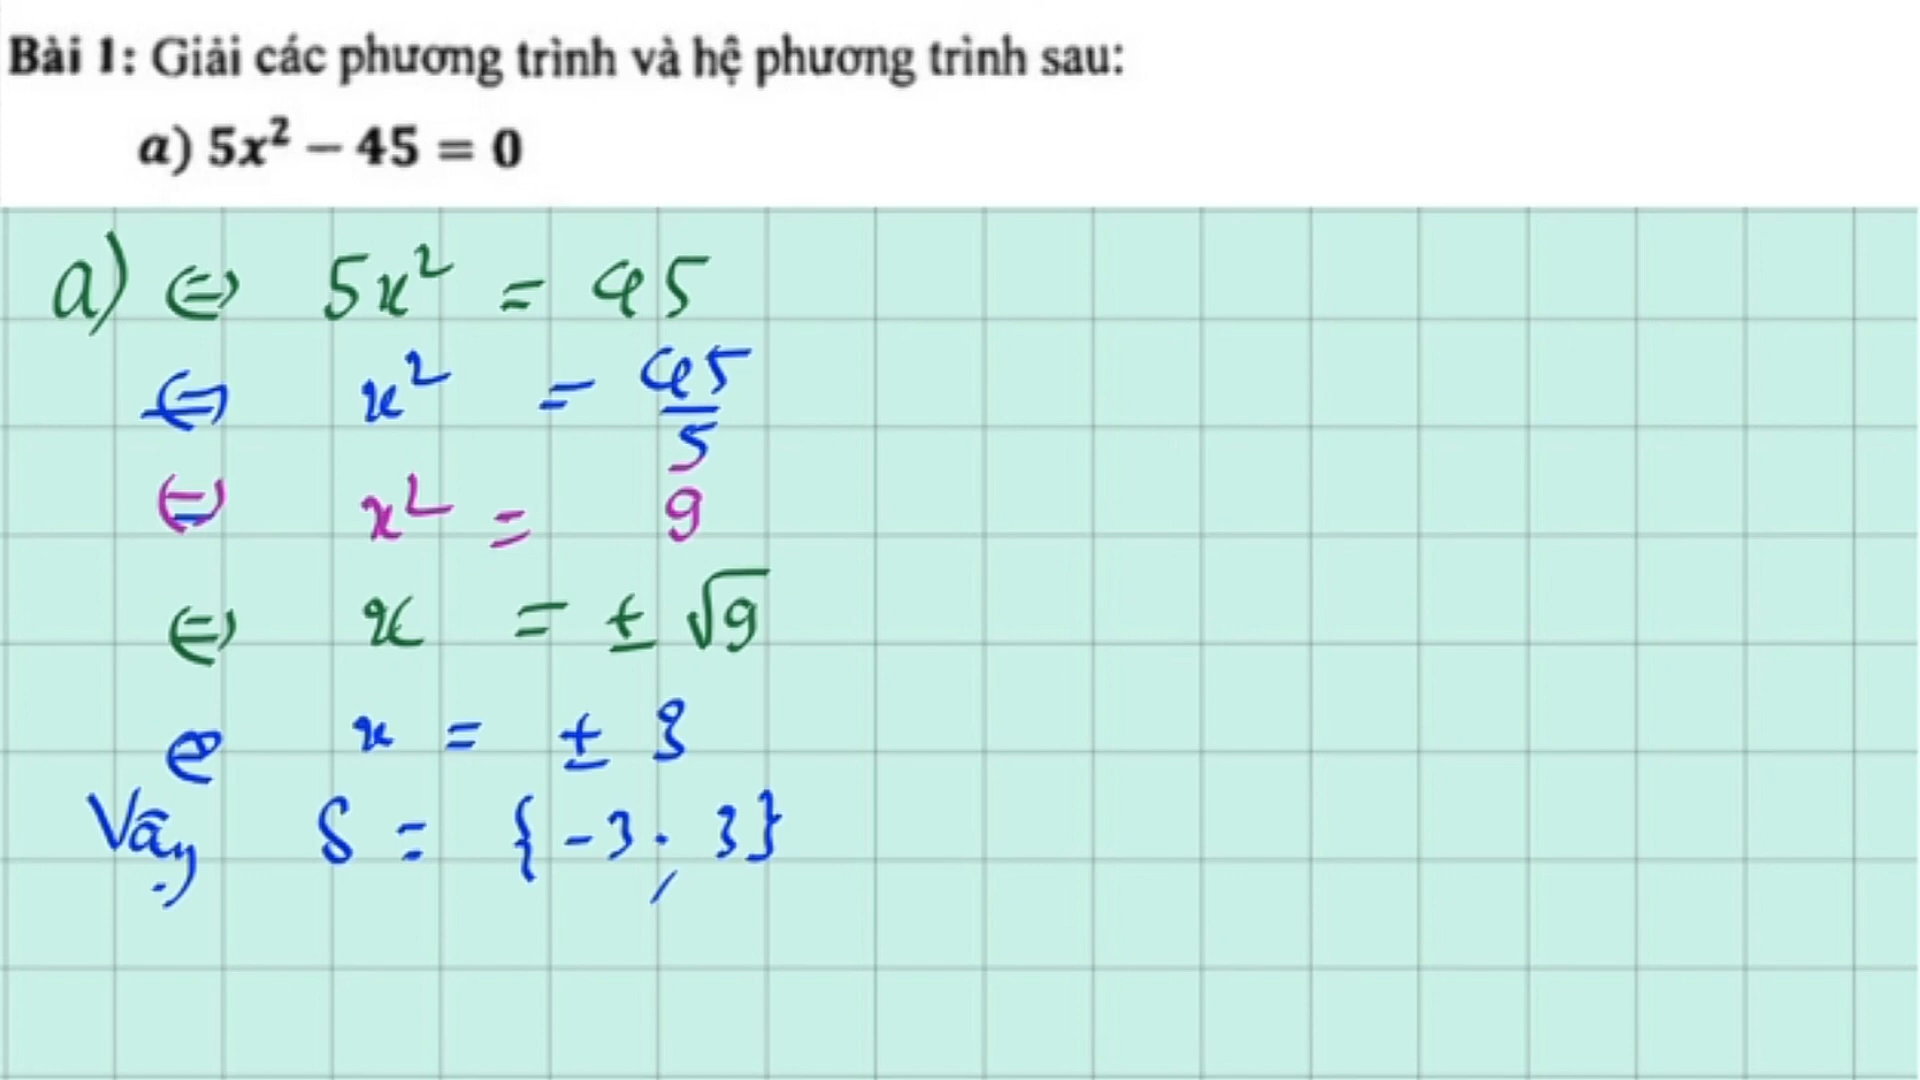 Bài 1: Giải các phương trình và hệ phương trình sau:
a) 5x² − 45 = 0
a) ⇔ 5x² = 45
⇔ x² = 45/5
⇔ x² = 9
⇔ x = ± √9
⇔ x = ± 3
Vậy S = {-3; 3}